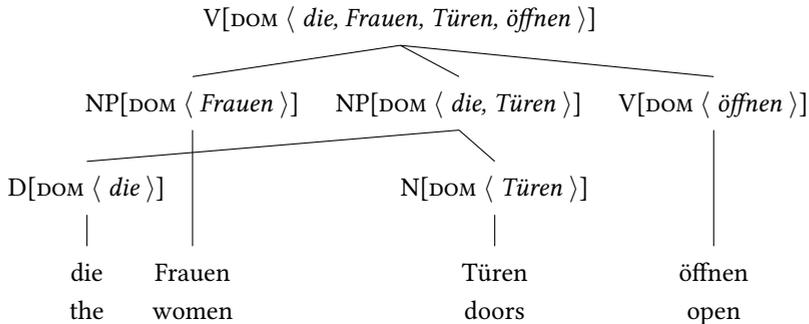 V[DOM ⟨ die, Frauen, Türen, öffnen ⟩]
NP[DOM ⟨ Frauen ⟩] NP[DOM ⟨ die, Türen ⟩] V[DOM ⟨ öffnen ⟩]
D[DOM ⟨ die ⟩] N[DOM ⟨ Türen ⟩]
die Frauen Türen öffnen
the women doors open